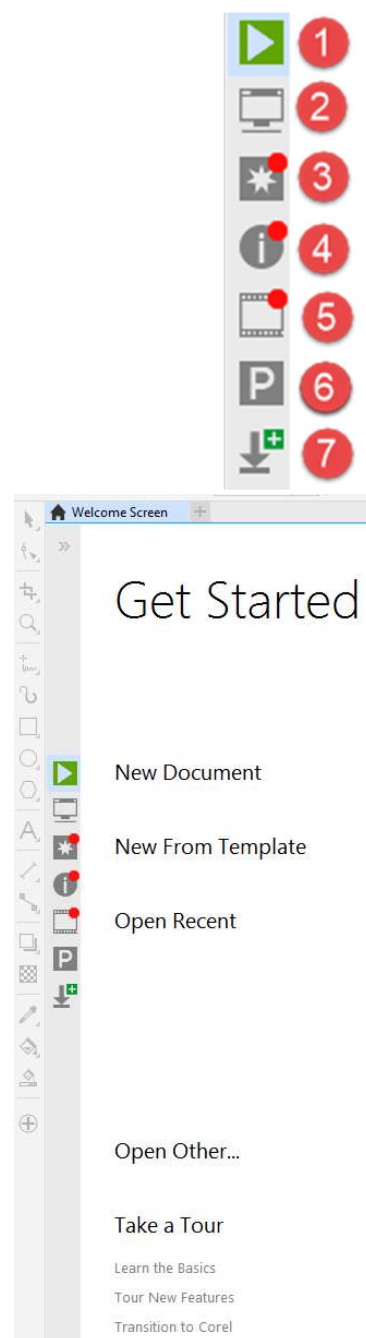 1
2
3
i 4
5
P 6
7
Welcome Screen
Get Started
New Document
New From Template
i
Open Recent
P
A
Open Other...
Take a Tour
Learn the Basics
Tour New Features
Transition to Corel